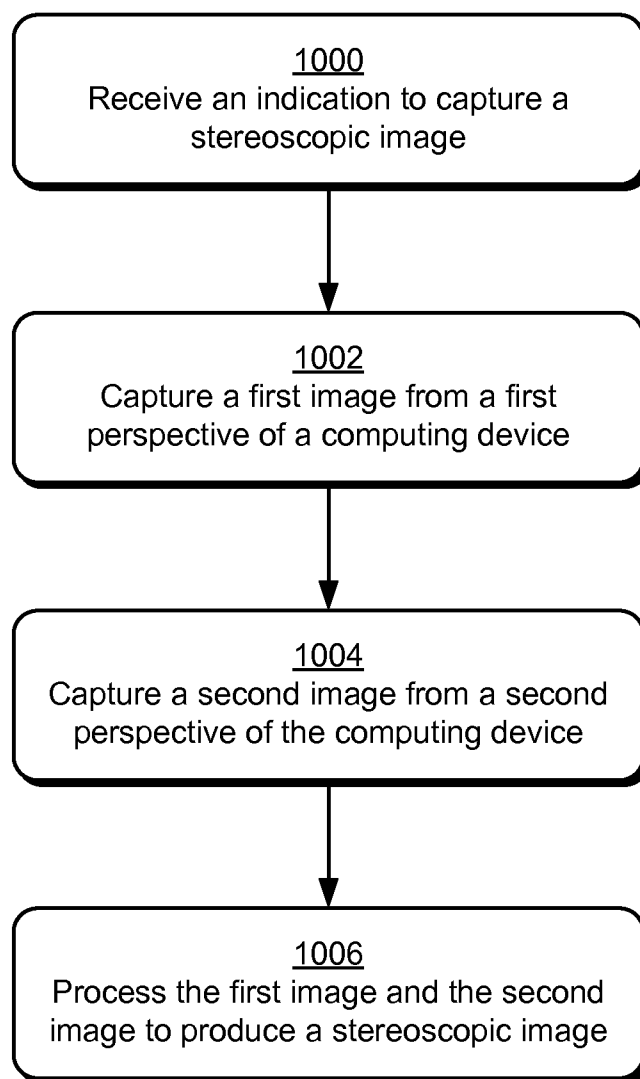 1000
Receive an indication to capture a
stereoscopic image
1002
Capture a first image from a first
perspective of a computing device
1004
Capture a second image from a second
perspective of the computing device
1006
Process the first image and the second
image to produce a stereoscopic image